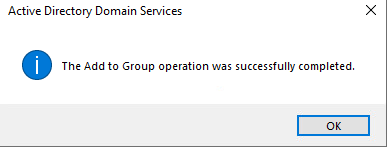 Active Directory Domain Services
The Add to Group operation was successfully completed.
OK